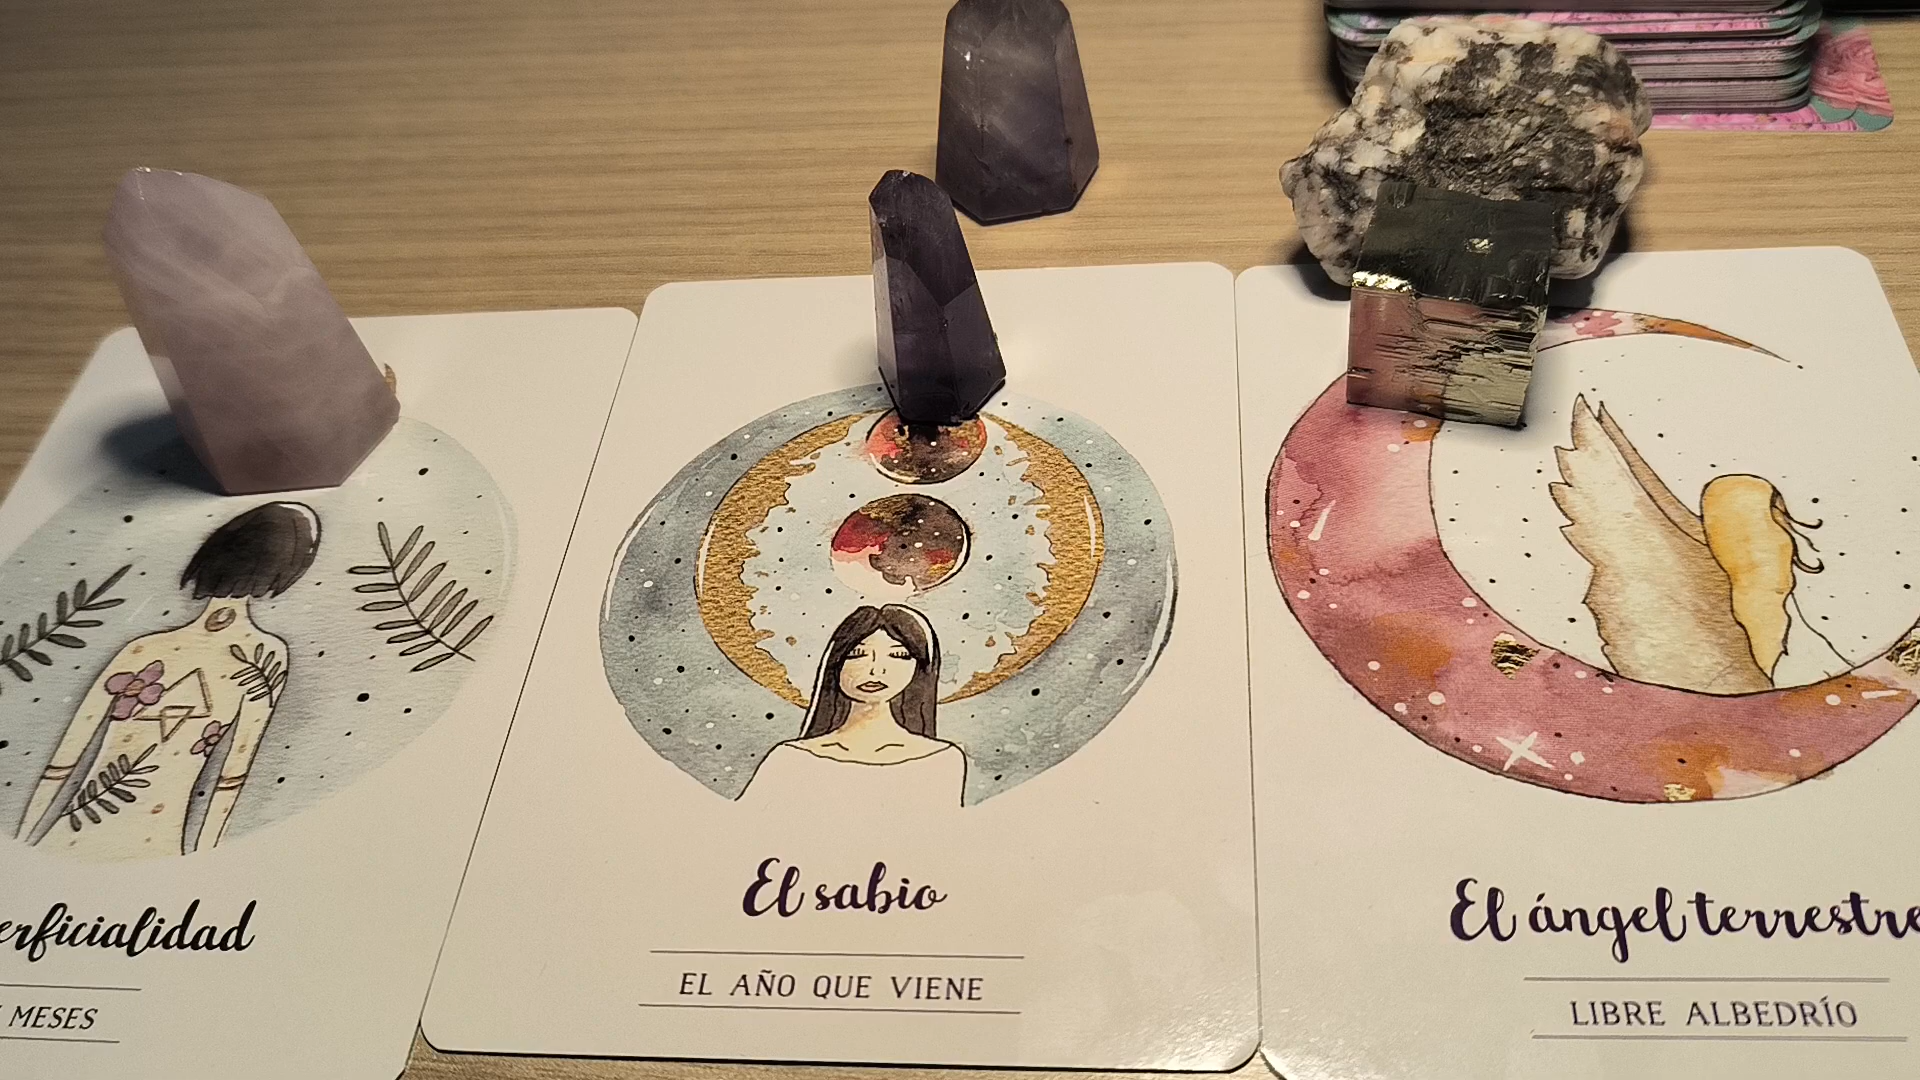 erficialidad
MESES
El sabio
EL AÑO QUE VIENE
El ángel terrestre
LIBRE ALBEDRÍO